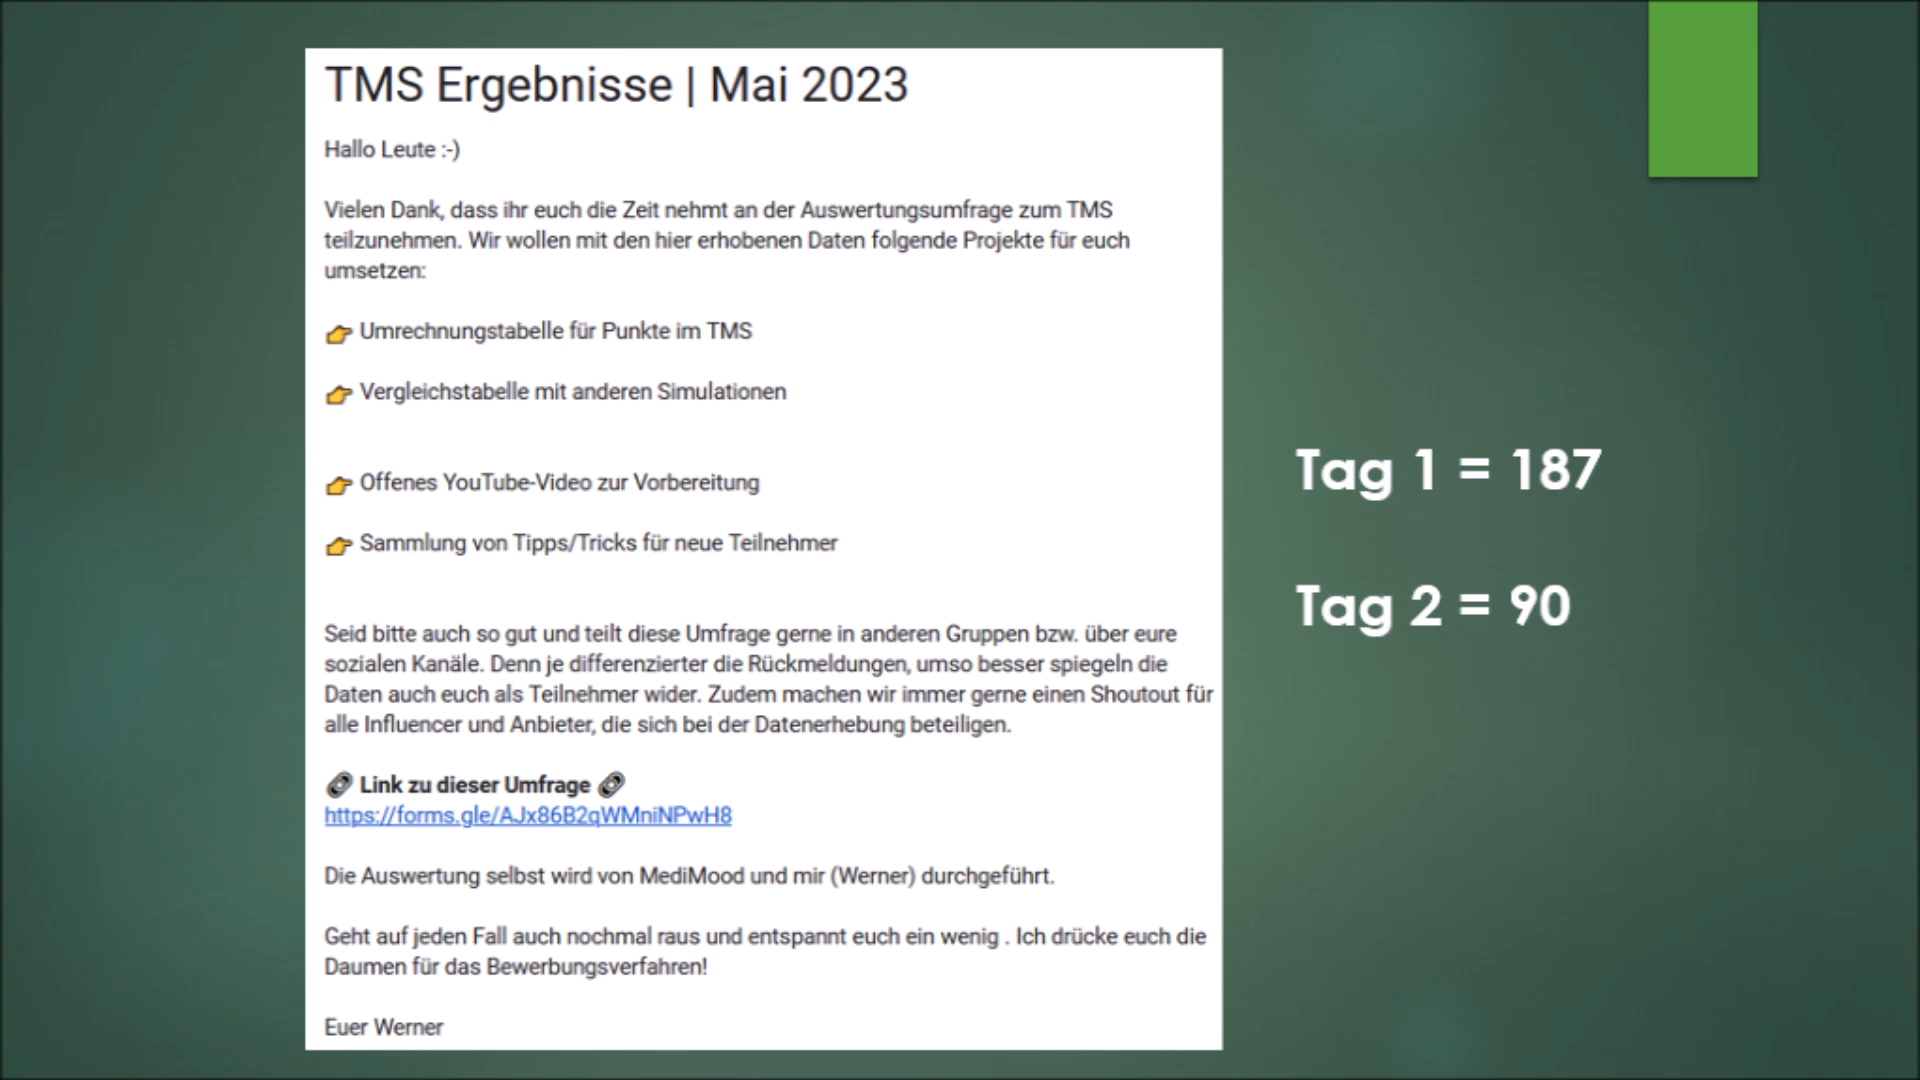 TMS Ergebnisse | Mai 2023
Hallo Leute :-)
Vielen Dank, dass ihr euch die Zeit nehmt an der Auswertungsumfrage zum TMS
teilzunehmen. Wir wollen mit den hier erhobenen Daten folgende Projekte für euch
umsetzen:
👉 Umrechnungstabelle für Punkte im TMS
👉 Vergleichstabelle mit anderen Simulationen
👉 Offenes YouTube-Video zur Vorbereitung
👉 Sammlung von Tipps/Tricks für neue Teilnehmer
Seid bitte auch so gut und teilt diese Umfrage gerne in anderen Gruppen bzw. über eure
sozialen Kanäle. Denn je differenzierter die Rückmeldungen, umso besser spiegeln die
Daten auch euch als Teilnehmer wider. Zudem machen wir immer gerne einen Shoutout für
alle Influencer und Anbieter, die sich bei der Datenerhebung beteiligen.
🔗 Link zu dieser Umfrage 🔗
https://forms.gle/AJx86B2qWMniNPwH8
Die Auswertung selbst wird von MediMood und mir (Werner) durchgeführt.
Geht auf jeden Fall auch nochmal raus und entspannt euch ein wenig . Ich drücke euch die
Daumen für das Bewerbungsverfahren!
Euer Werner
Tag 1 = 187
Tag 2 = 90